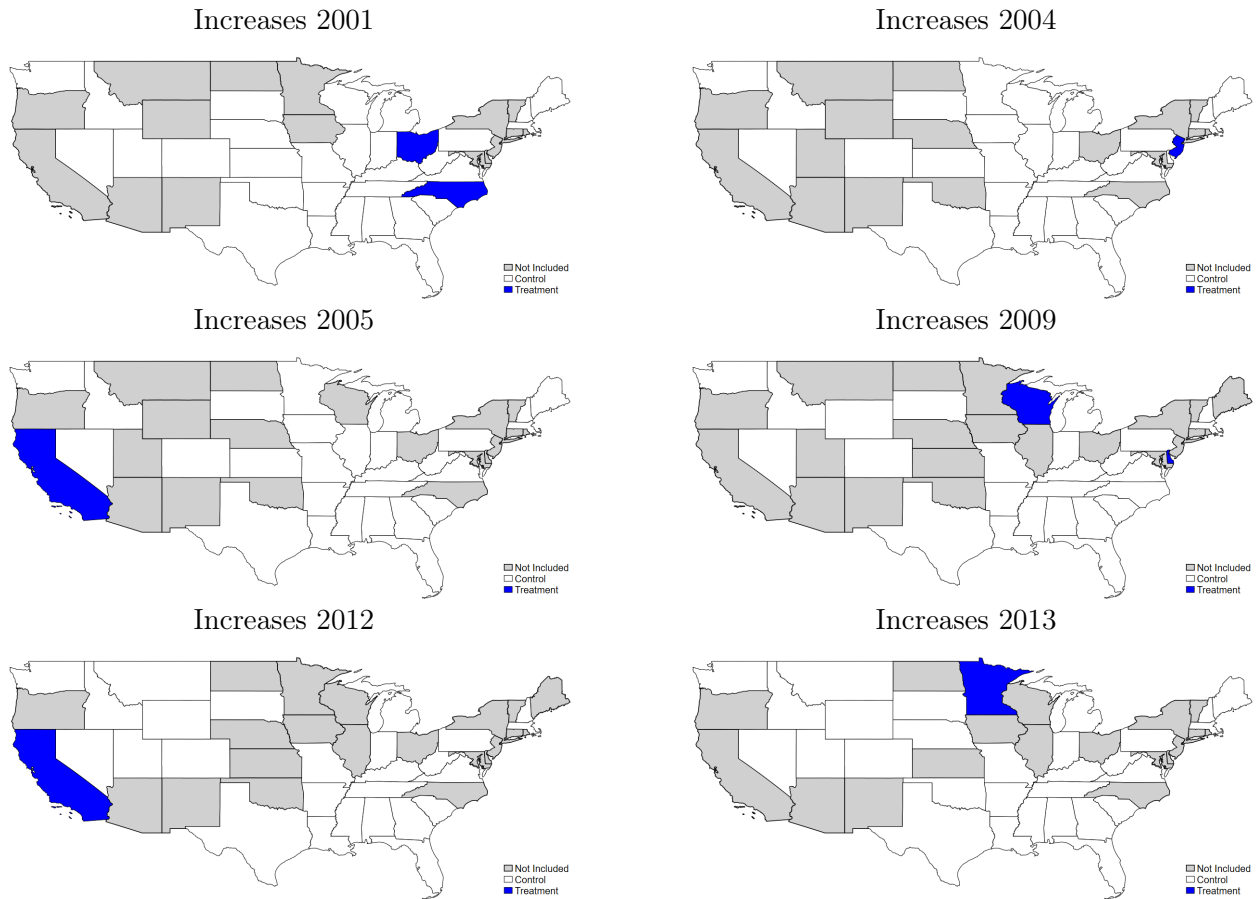 Increases 2001
Increases 2004
Not Included
Control
Treatment
Not Included
Control
Treatment
Increases 2005
Increases 2009
Not Included
Control
Treatment
Not Included
Control
Treatment
Increases 2012
Increases 2013
Not Included
Control
Treatment
Not Included
Control
Treatment